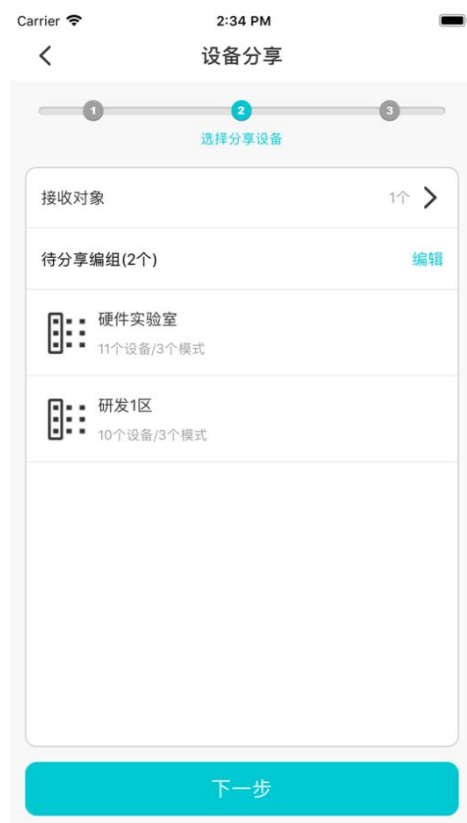 Carrier 2:34 PM
设备分享
1 2 3
选择分享设备
接收对象 1个
待分享编组(2个) 编辑
硬件实验室
11个设备/3个模式
研发1区
10个设备/3个模式
下一步